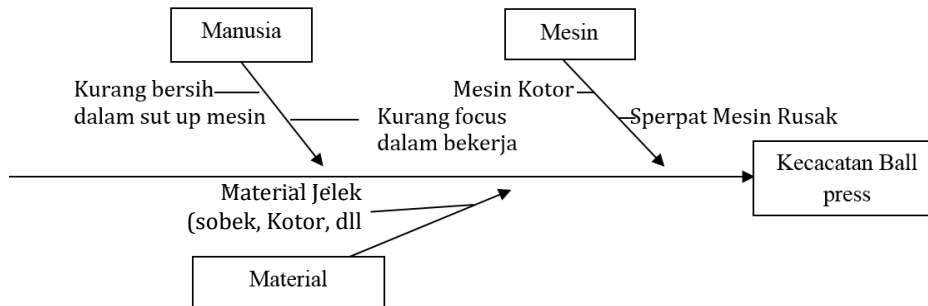 Manusia
Mesin
Kurang bersih
dalam sut up mesin
Kurang focus
dalam bekerja
Mesin Kotor
Sperpat Mesin Rusak
Kecacatan Ball
press
Material Jelek
(sobek, Kotor, dll
Material